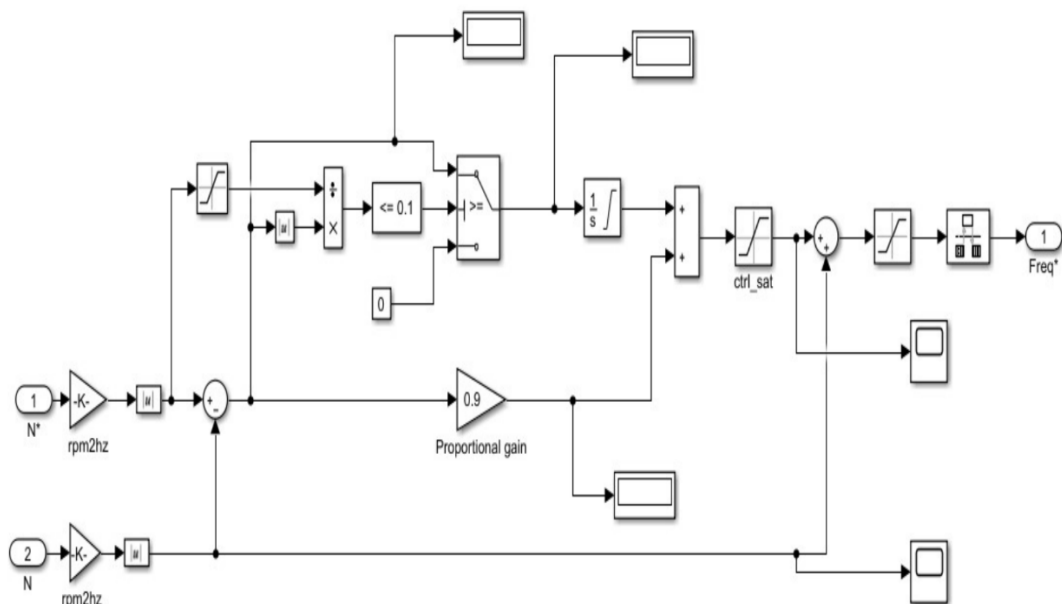 ÷
×
|u|
<= 0.1
>=
1
s
+
+
0
ctrl_sat
+
+
1
Freq*
1
N*
-K-
rpm2hz
|u|
+
-
0.9
Proportional gain
2
N
-K-
rpm2hz
|u|